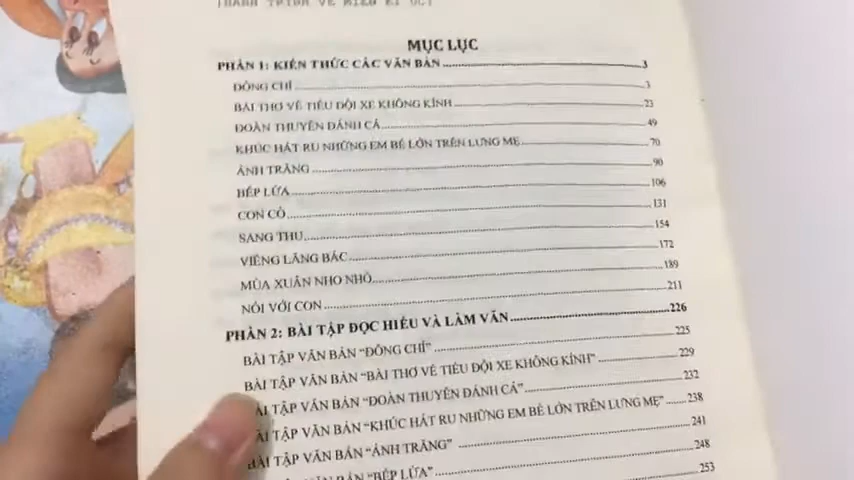 MỤC LỤC
PHẦN 1: KIẾN THỨC CÁC VĂN BẢN 3
ĐỒNG CHÍ 3
BÀI THƠ VỀ TIỂU ĐỘI XE KHÔNG KÍNH 23
ĐOÀN THUYỀN ĐÁNH CÁ 49
KHÚC HÁT RU NHỮNG EM BÉ LỚN TRÊN LƯNG MẸ 70
ÁNH TRĂNG 90
BẾP LỬA 106
CON CÒ 131
SANG THU 154
VIẾNG LĂNG BÁC 172
MÙA XUÂN NHO NHỎ 189
NÓI VỚI CON 211
PHẦN 2: BÀI TẬP ĐỌC HIỂU VÀ LÀM VĂN 226
BÀI TẬP VĂN BẢN “ĐỒNG CHÍ” 225
BÀI TẬP VĂN BẢN “BÀI THƠ VỀ TIỂU ĐỘI XE KHÔNG KÍNH” 229
TẬP VĂN BẢN “ĐOÀN THUYỀN ĐÁNH CÁ” 232
TẬP VĂN BẢN “KHÚC HÁT RU NHỮNG EM BÉ LỚN TRÊN LƯNG MẸ” 238
BÀI TẬP VĂN BẢN “ÁNH TRĂNG” 241
VĂN BẢN “BẾP LỬA” 248
253